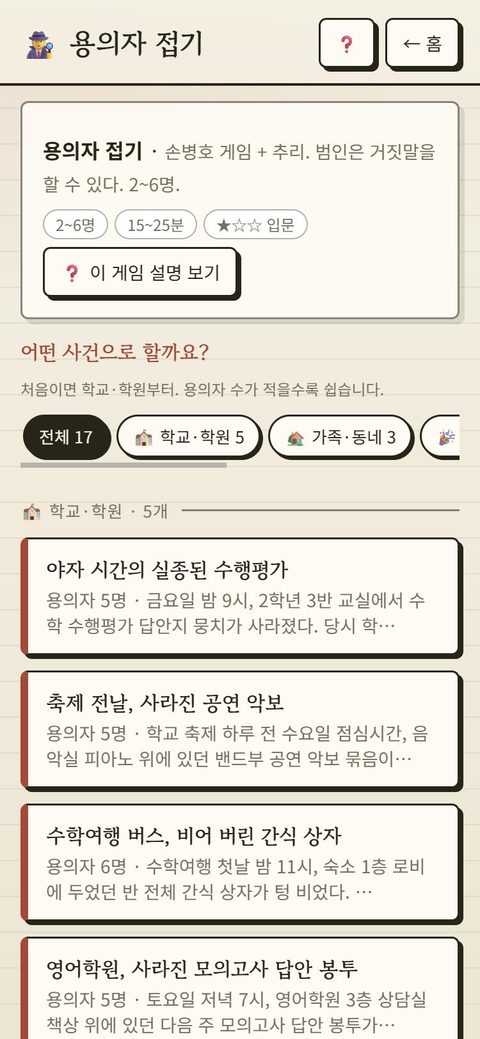 용의자 접기
← 홈
용의자 접기 · 손병호 게임 + 추리. 범인은 거짓말을
할 수 있다. 2~6명.
2~6명 15~25분 ★☆☆ 입문
❓ 이 게임 설명 보기
어떤 사건으로 할까요?
처음이면 학교·학원부터. 용의자 수가 적을수록 쉽습니다.
전체 17 학교·학원 5 가족·동네 3
학교·학원 · 5개
야자 시간의 실종된 수행평가
용의자 5명 · 금요일 밤 9시, 2학년 3반 교실에서 수
학 수행평가 답안지 뭉치가 사라졌다. 당시 학…
축제 전날, 사라진 공연 악보
용의자 5명 · 학교 축제 하루 전 수요일 점심시간, 음
악실 피아노 위에 있던 밴드부 공연 악보 묶음이…
수학여행 버스, 비어 버린 간식 상자
용의자 6명 · 수학여행 첫날 밤 11시, 숙소 1층 로비
에 두었던 반 전체 간식 상자가 텅 비었다. …
영어학원, 사라진 모의고사 답안 봉투
용의자 5명 · 토요일 저녁 7시, 영어학원 3층 상담실
책상 위에 있던 다음 주 모의고사 답안 봉투가…